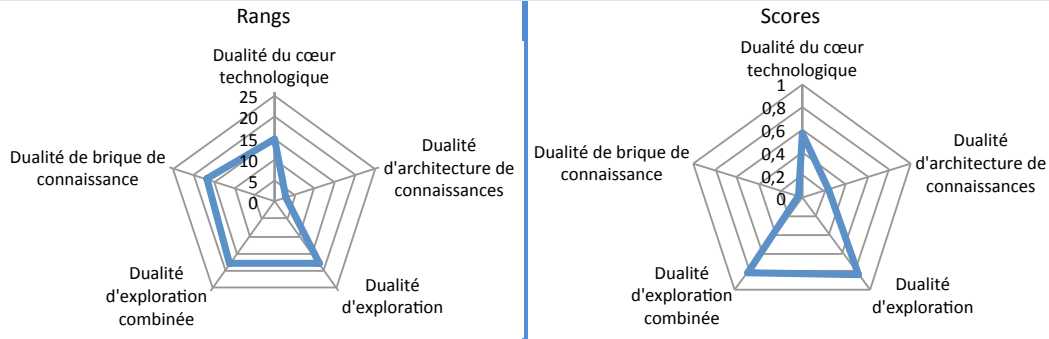 Rangs
Dualité du cœur
technologique
25
20
15
10
5
0
Dualité
d'architecture de
connaissances
Dualité
d'exploration
Dualité
d'exploration
combinée
Dualité de brique de
connaissance
Scores
Dualité du cœur
technologique
1
0,8
0,6
0,4
0,2
0
Dualité
d'architecture de
connaissances
Dualité
d'exploration
Dualité
d'exploration
combinée
Dualité de brique de
connaissance